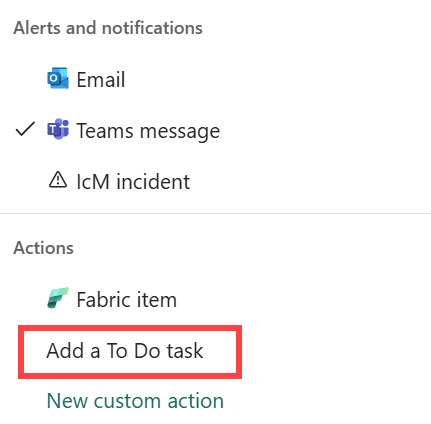 Alerts and notifications
Email
Teams message
IcM incident
Actions
Fabric item
Add a To Do task
New custom action